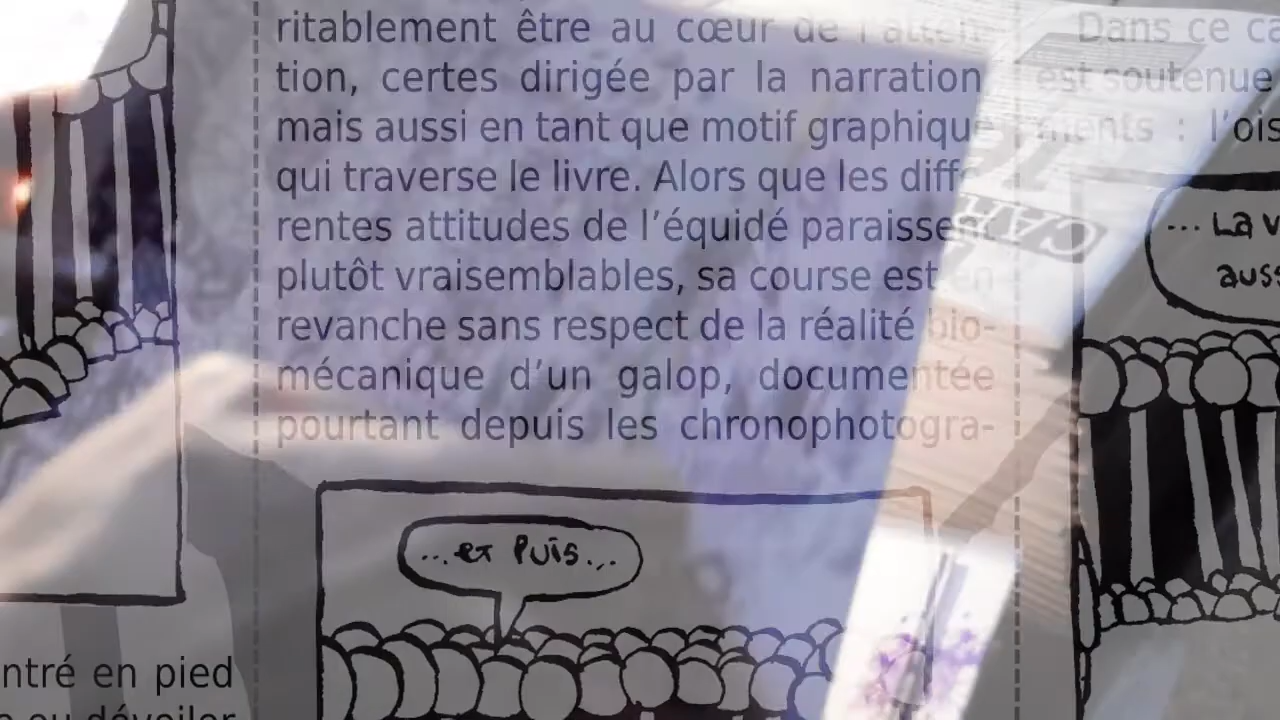 ntré en pied
e ou dévoiler
ritablement être au cœur de l'atten-
tion, certes dirigée par la narration
mais aussi en tant que motif graphique
qui traverse le livre. Alors que les diffé-
rentes attitudes de l'équidé paraissent
plutôt vraisemblables, sa course est en
revanche sans respect de la réalité bio-
mécanique d'un galop, documentée
pourtant depuis les chronophotogra-
...et Puis...
Dans ce ca
est soutenue
ments : l'ois
... La v
auss